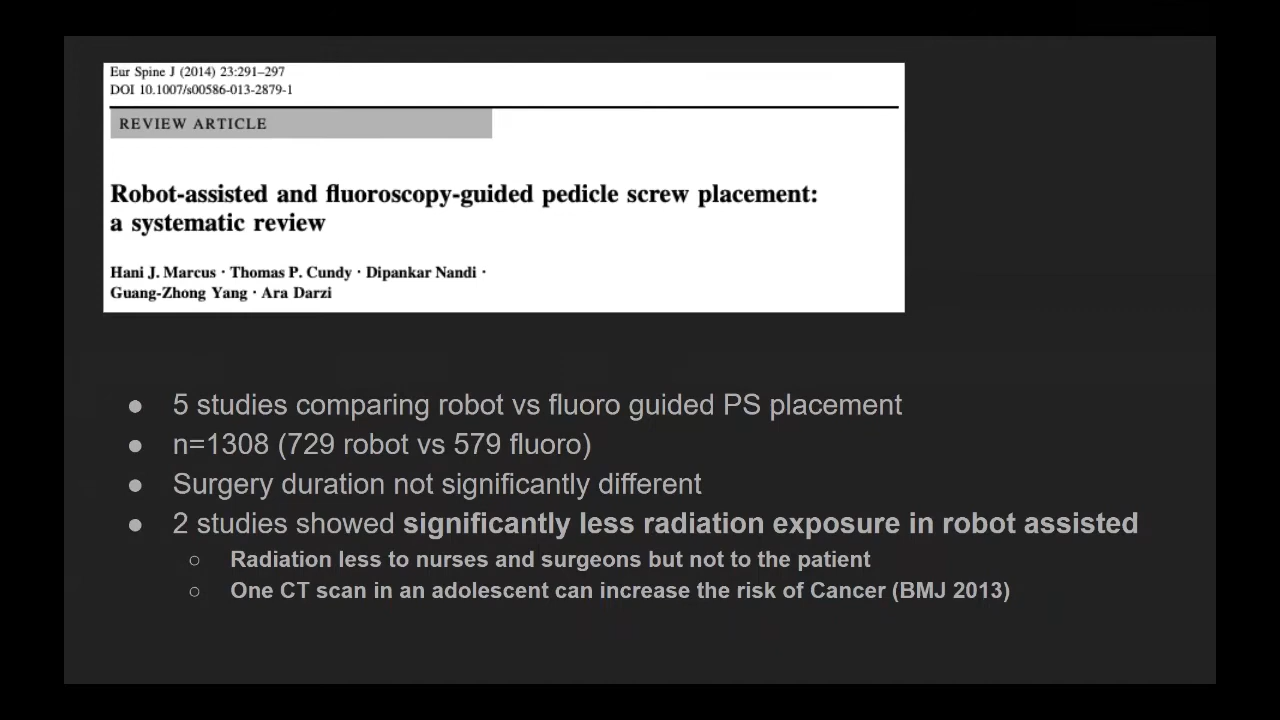 Eur Spine J (2014) 23:291–297
DOI 10.1007/s00586-013-2879-1
REVIEW ARTICLE
Robot-assisted and fluoroscopy-guided pedicle screw placement:
a systematic review
Hani J. Marcus · Thomas P. Cundy · Dipankar Nandi ·
Guang-Zhong Yang · Ara Darzi
● 5 studies comparing robot vs fluoro guided PS placement
● n=1308 (729 robot vs 579 fluoro)
● Surgery duration not significantly different
● 2 studies showed significantly less radiation exposure in robot assisted
○ Radiation less to nurses and surgeons but not to the patient
○ One CT scan in an adolescent can increase the risk of Cancer (BMJ 2013)